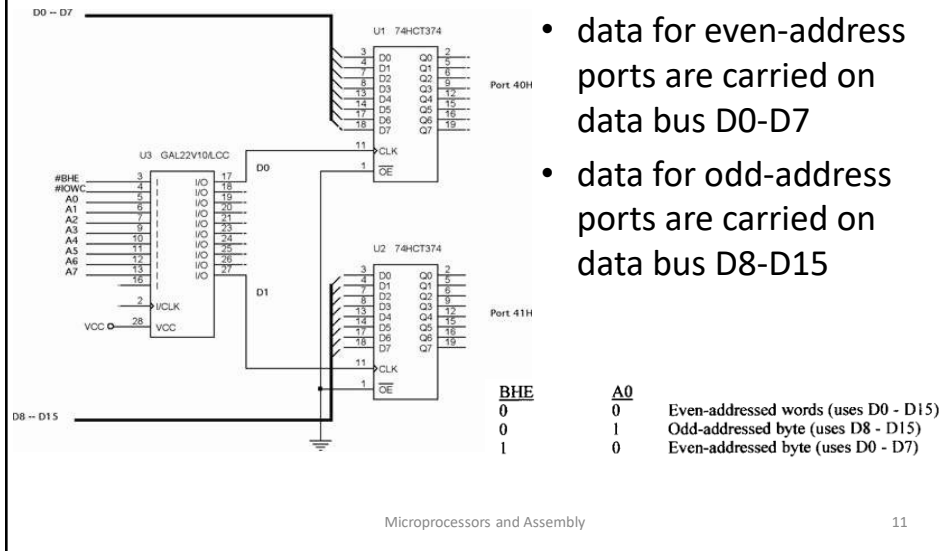 D0 -- D7
U1 74HCT374
3 D0 Q0 2
4 D1 Q1 5
7 D2 Q2 6
8 D3 Q3 9
13 D4 Q4 12
14 D5 Q5 15
17 D6 Q6 16
18 D7 Q7 19
11 CLK
1 OE
Port 40H
U3 GAL22V10/LCC
#BHE 3 I I/O 17
#IOWC 4 I I/O 18
A0 5 I I/O 19
A1 6 I I/O 20
A2 7 I I/O 21
A3 9 I I/O 23
A4 10 I I/O 24
A5 11 I I/O 25
A6 12 I I/O 26
A7 13 I I/O 27
16 I
2 I/CLK
VCC 28 VCC
D0
D1
U2 74HCT374
3 D0 Q0 2
4 D1 Q1 5
7 D2 Q2 6
8 D3 Q3 9
13 D4 Q4 12
14 D5 Q5 15
17 D6 Q6 16
18 D7 Q7 19
11 CLK
1 OE
Port 41H
D8 -- D15
• data for even-address
ports are carried on
data bus D0-D7
• data for odd-address
ports are carried on
data bus D8-D15
BHE A0
0 0 Even-addressed words (uses D0 - D15)
0 1 Odd-addressed byte (uses D8 - D15)
1 0 Even-addressed byte (uses D0 - D7)
Microprocessors and Assembly 11